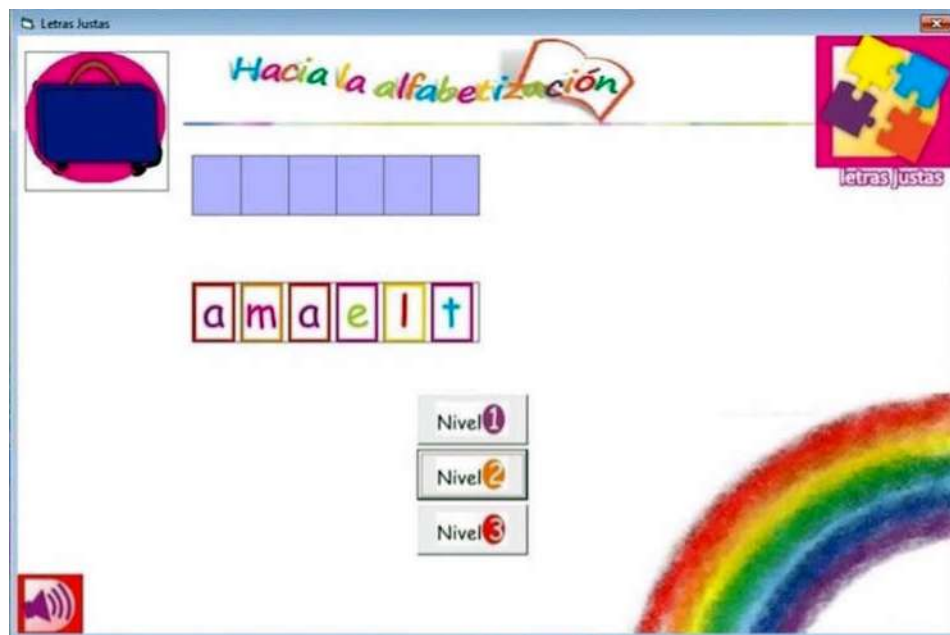 Letras Justas
Hacia la alfabetización
letras justas
a m a e l t
Nivel 1
Nivel 2
Nivel 3